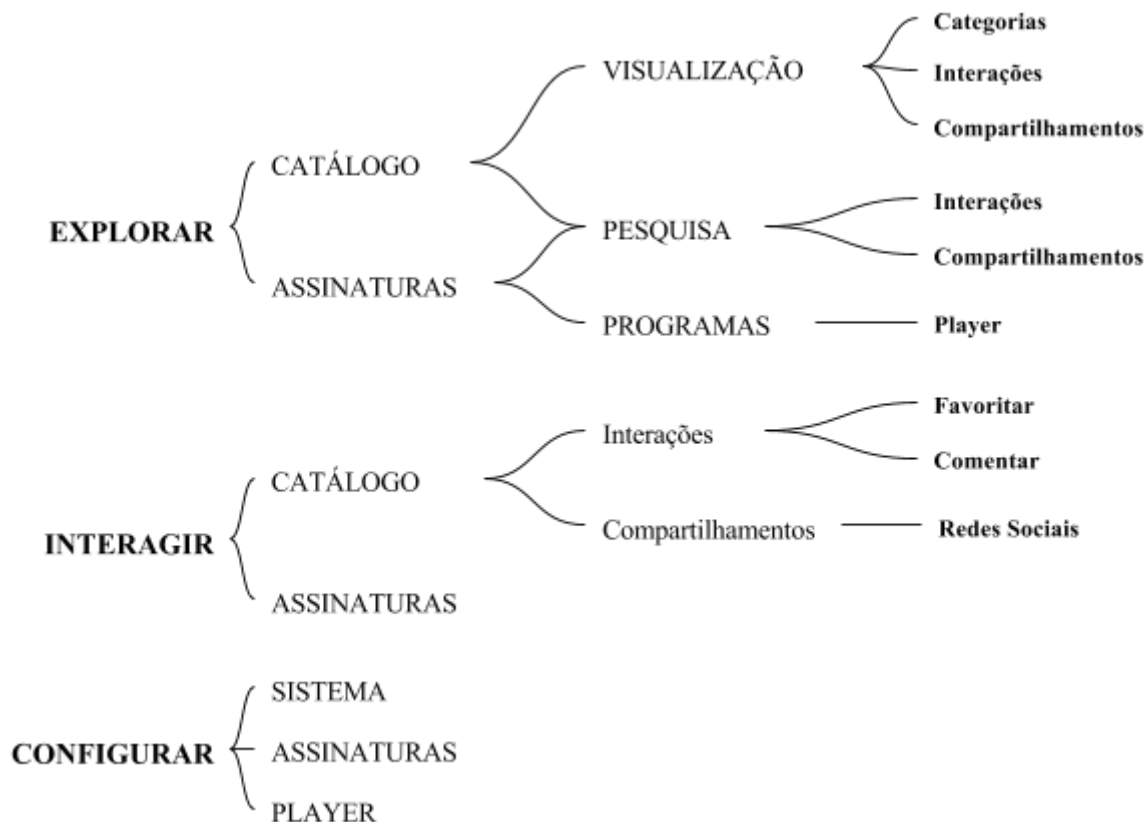 Categorias
VISUALIZAÇÃO
Interações
Compartilhamentos
CATÁLOGO
Interações
EXPLORAR
PESQUISA
Compartilhamentos
ASSINATURAS
PROGRAMAS
Player
Favoritar
Interações
Comentar
CATÁLOGO
Compartilhamentos
Redes Sociais
INTERAGIR
ASSINATURAS
SISTEMA
CONFIGURAR
ASSINATURAS
PLAYER